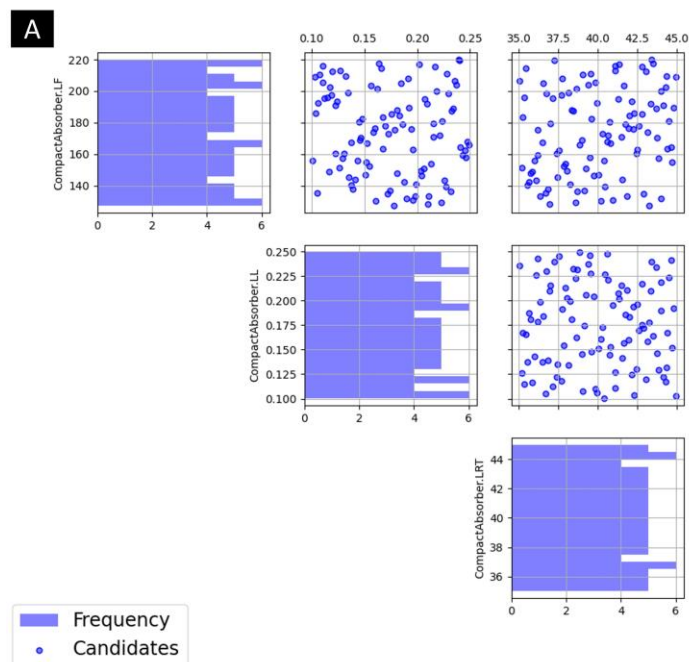 A
0.10 0.15 0.20 0.25
35.0 37.5 40.0 42.5 45.0
CompactAbsorber.LF
220
200
180
160
140
0 2 4 6
CompactAbsorber.LL
0.250
0.225
0.200
0.175
0.150
0.125
0.100
0 2 4 6
CompactAbsorber.LRT
44
42
40
38
36
0 2 4 6
Frequency
Candidates